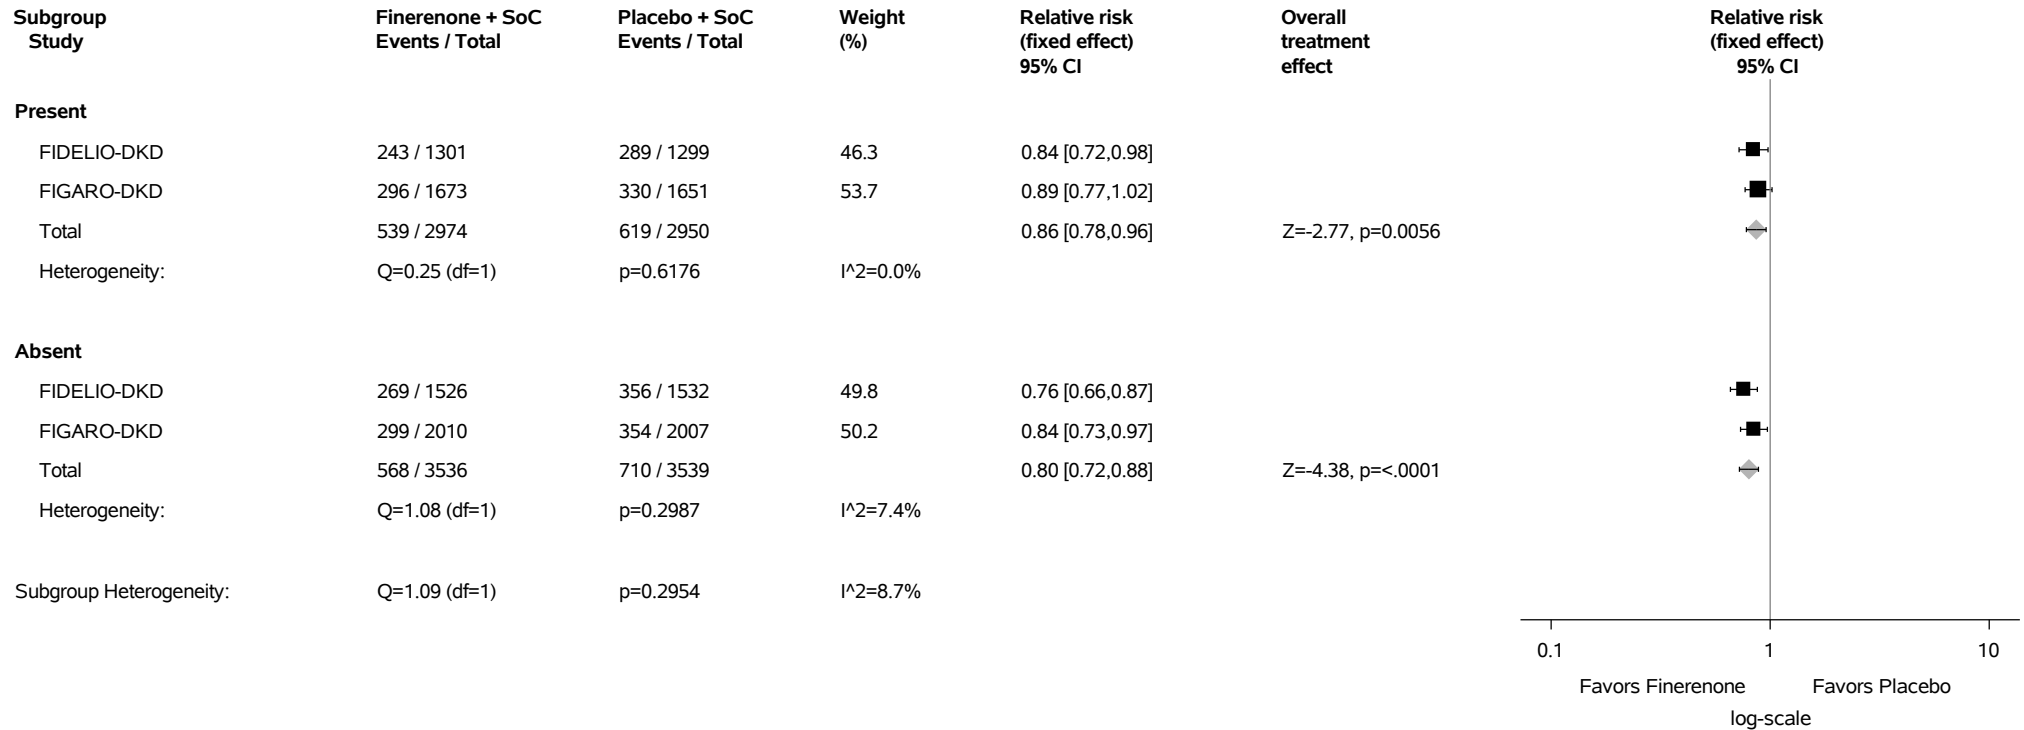 Subgroup Finerenone + SoC Placebo + SoC Weight Relative risk Overall Relative risk
Study Events / Total Events / Total (%) (fixed effect) treatment (fixed effect)
95% CI effect 95% CI
Present
FIDELIO-DKD 243 / 1301 289 / 1299 46.3 0.84 [0.72,0.98]
FIGARO-DKD 296 / 1673 330 / 1651 53.7 0.89 [0.77,1.02]
Total 539 / 2974 619 / 2950 0.86 [0.78,0.96] Z=-2.77, p=0.0056
Heterogeneity: Q=0.25 (df=1) p=0.6176 I^2=0.0%
Absent
FIDELIO-DKD 269 / 1526 356 / 1532 49.8 0.76 [0.66,0.87]
FIGARO-DKD 299 / 2010 354 / 2007 50.2 0.84 [0.73,0.97]
Total 568 / 3536 710 / 3539 0.80 [0.72,0.88] Z=-4.38, p=<.0001
Heterogeneity: Q=1.08 (df=1) p=0.2987 I^2=7.4%
Subgroup Heterogeneity: Q=1.09 (df=1) p=0.2954 I^2=8.7%
0.1 1 10
Favors Finerenone Favors Placebo
log-scale